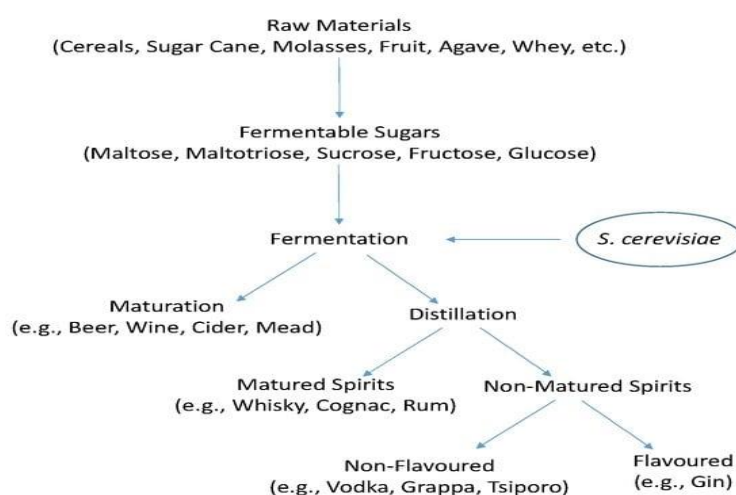 Raw Materials
(Cereals, Sugar Cane, Molasses, Fruit, Agave, Whey, etc.)
Fermentable Sugars
(Maltose, Maltotriose, Sucrose, Fructose, Glucose)
Fermentation
S. cerevisiae
Maturation
(e.g., Beer, Wine, Cider, Mead)
Distillation
Matured Spirits
(e.g., Whisky, Cognac, Rum)
Non-Matured Spirits
Non-Flavoured
(e.g., Vodka, Grappa, Tsiporo)
Flavoured
(e.g., Gin)